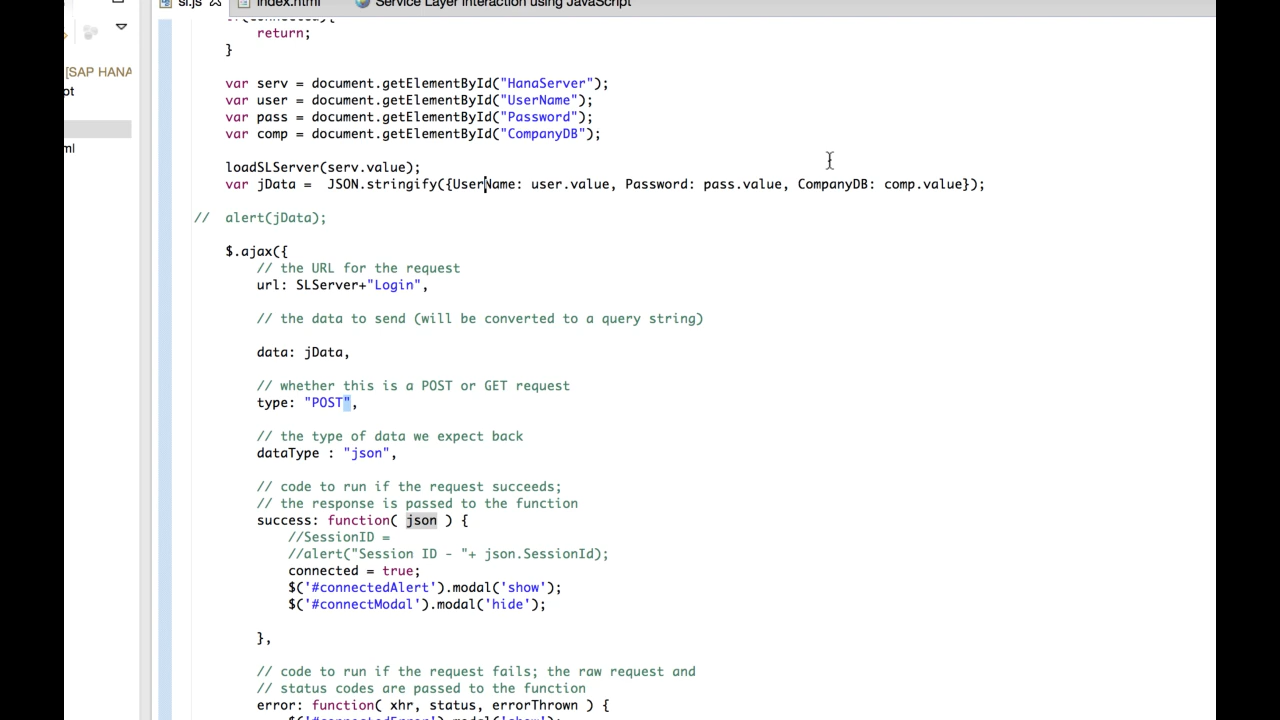 sl.js
index.html
Service Layer Interaction using JavaScript
[SAP HANA
pt
ml
return;
}
var serv = document.getElementById("HanaServer");
var user = document.getElementById("UserName");
var pass = document.getElementById("Password");
var comp = document.getElementById("CompanyDB");
loadSLServer(serv.value);
var jData =  JSON.stringify({UserName: user.value, Password: pass.value, CompanyDB: comp.value});
//  alert(jData);
$.ajax({
// the URL for the request
url: SLServer+"Login",
// the data to send (will be converted to a query string)
data: jData,
// whether this is a POST or GET request
type: "POST",
// the type of data we expect back
dataType : "json",
// code to run if the request succeeds;
// the response is passed to the function
success: function( json ) {
//SessionID =
//alert("Session ID - "+ json.SessionId);
connected = true;
$('#connectedAlert').modal('show');
$('#connectModal').modal('hide');
},
// code to run if the request fails; the raw request and
// status codes are passed to the function
error: function( xhr, status, errorThrown ) {